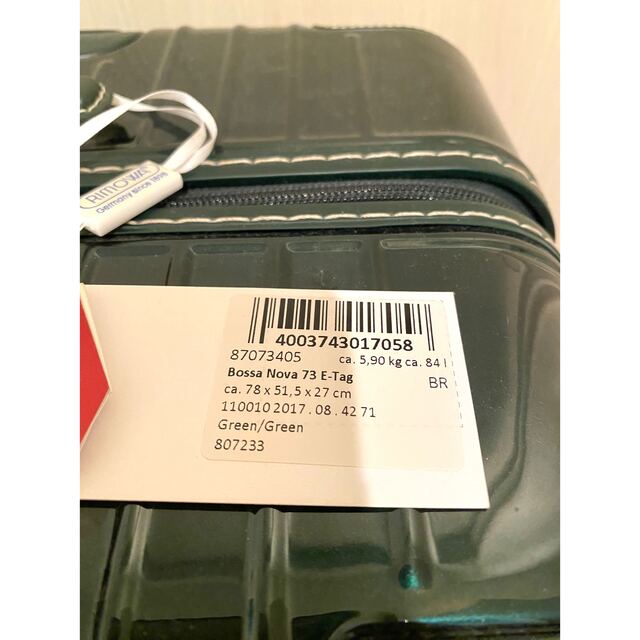 RIMOWA
Germany since 1898
4003743017058
87073405 ca. 5,90 kg ca. 84 l
Bossa Nova 73 E-Tag BR
ca. 78 x 51,5 x 27 cm
110010 2017 . 08 . 42 71
Green/Green
807233